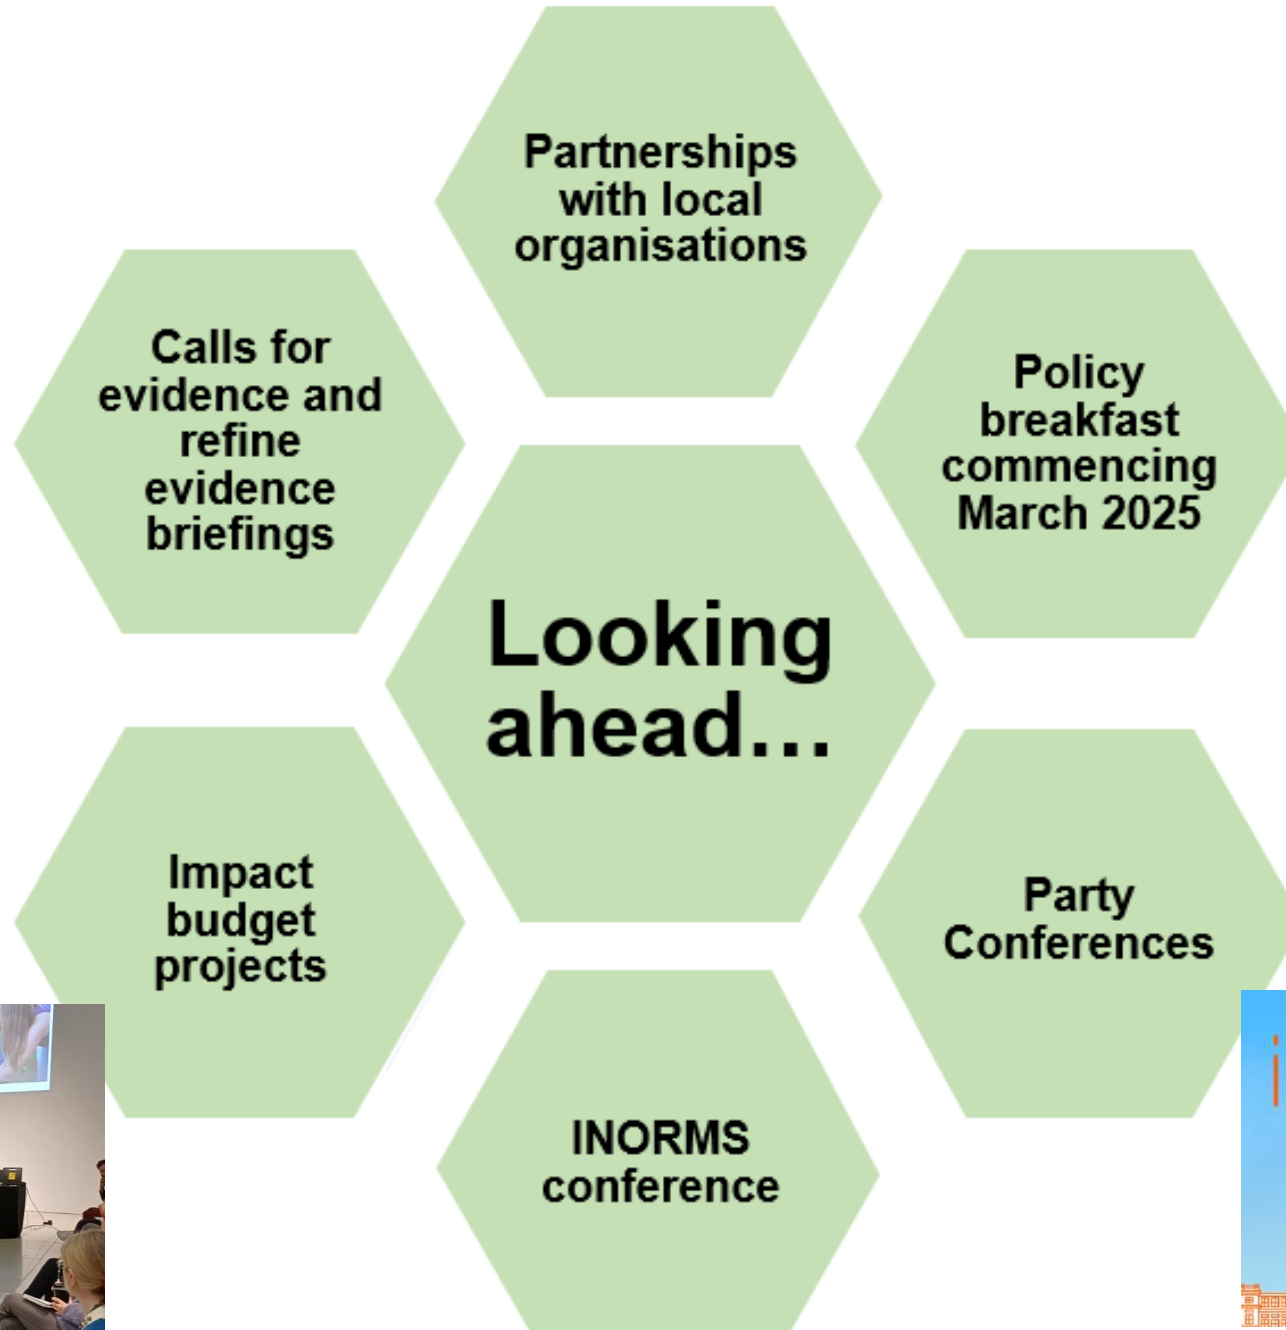 Partnerships
with local
organisations
Calls for
evidence and
refine
evidence
briefings
Policy
breakfast
commencing
March 2025
Looking
ahead...
Impact
budget
projects
Party
Conferences
INORMS
conference